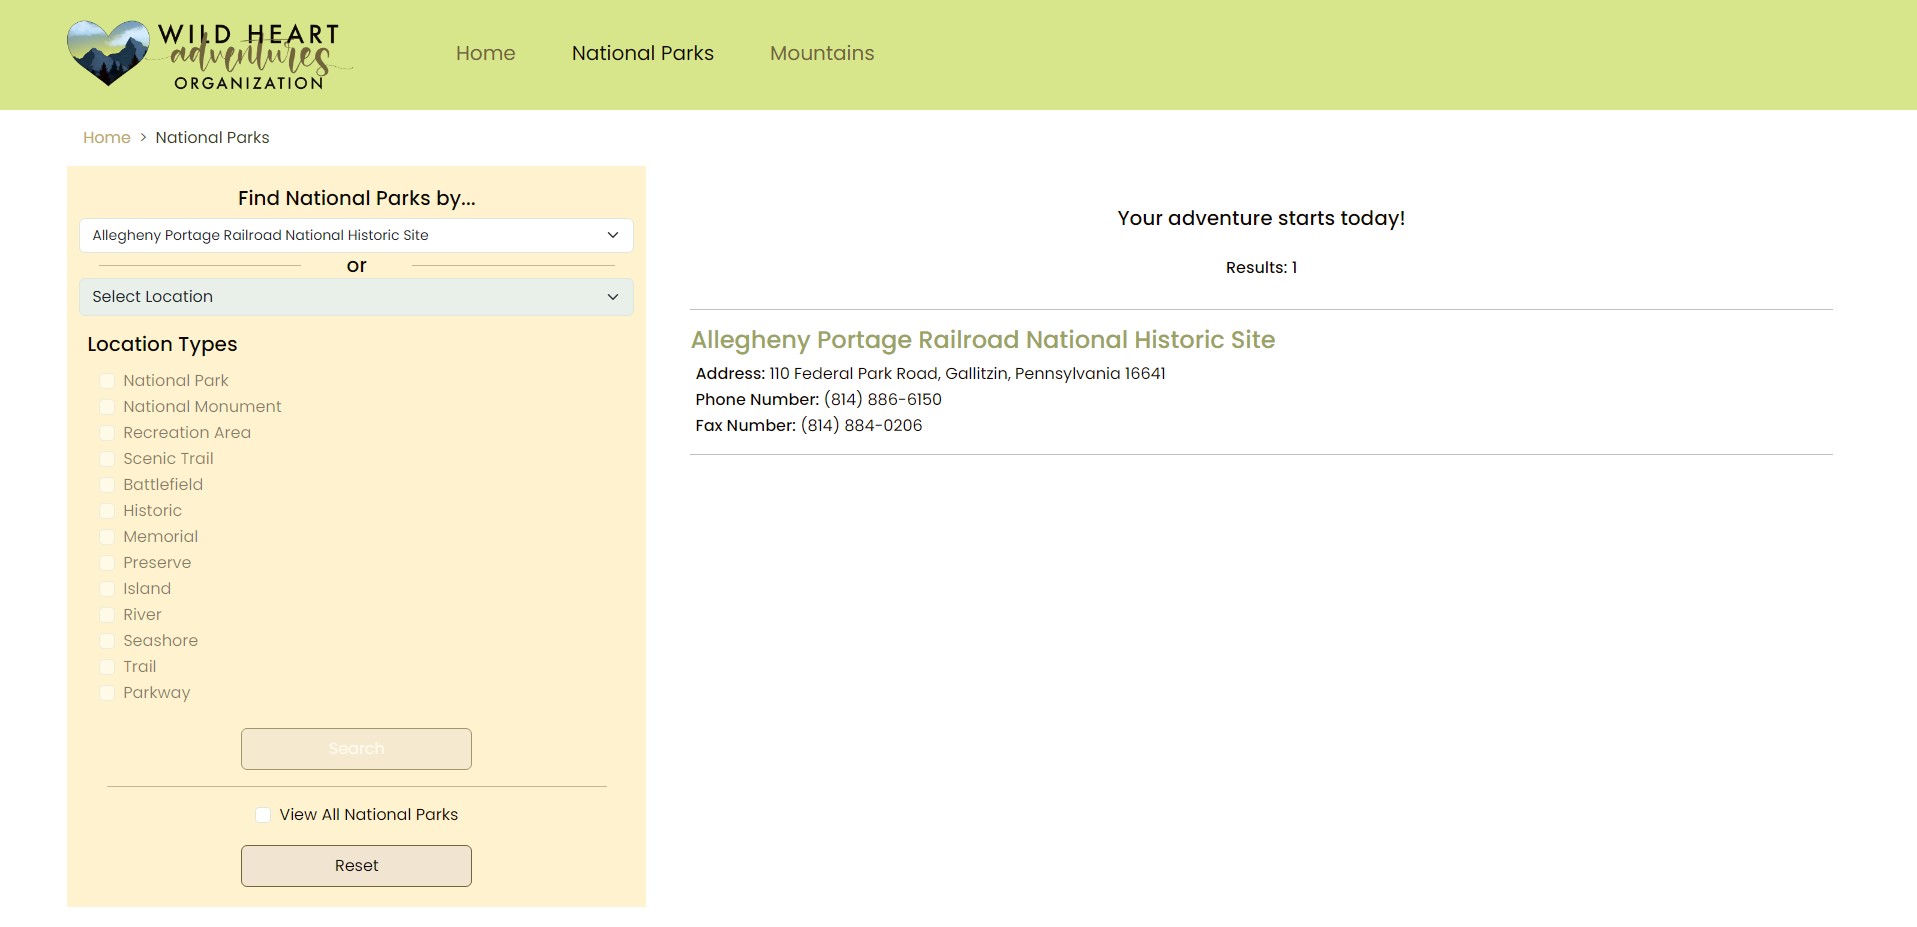 WILD HEART
adventures
ORGANIZATION
Home National Parks Mountains
Home > National Parks
Find National Parks by...
Allegheny Portage Railroad National Historic Site
or
Select Location
Location Types
National Park
National Monument
Recreation Area
Scenic Trail
Battlefield
Historic
Memorial
Preserve
Island
River
Seashore
Trail
Parkway
Search
View All National Parks
Reset
Your adventure starts today!
Results: 1
Allegheny Portage Railroad National Historic Site
Address: 110 Federal Park Road, Gallitzin, Pennsylvania 16641
Phone Number: (814) 886-6150
Fax Number: (814) 884-0206